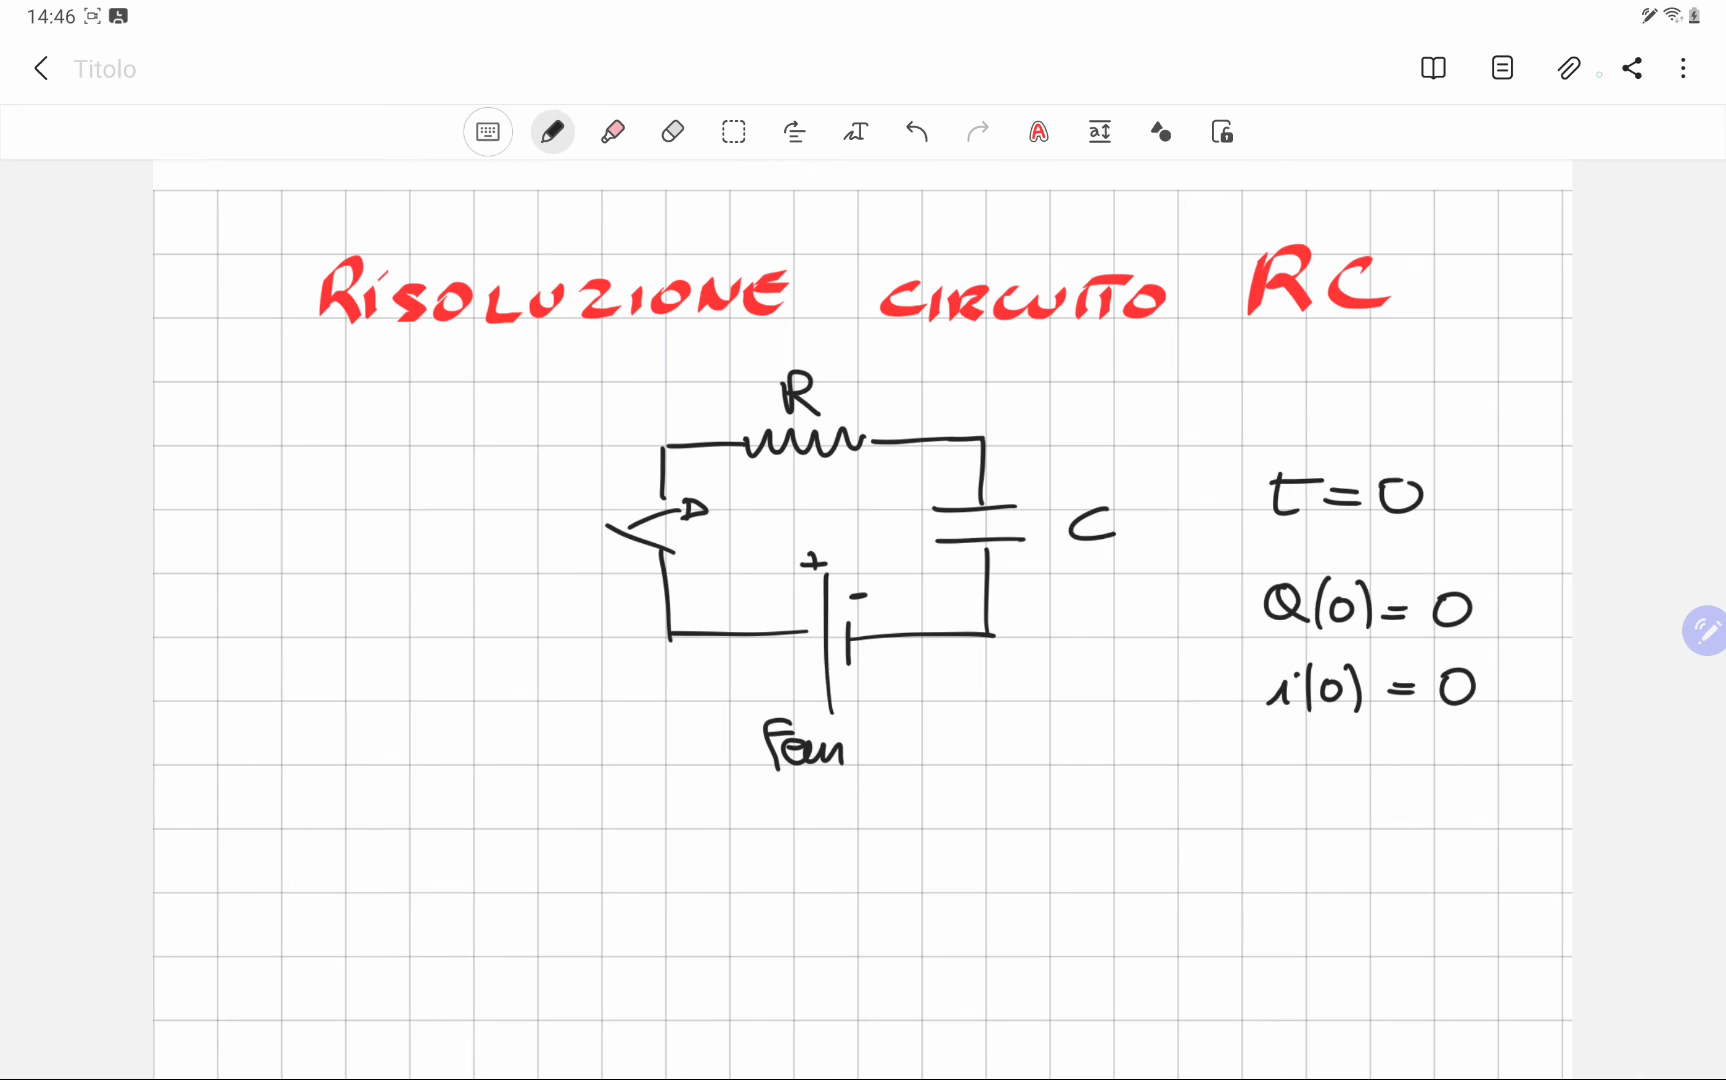 14:46
Titolo
RISOLUZIONE CIRCUITO RC
R
t=0
C
+
-
Q(0)=0
i(0)=0
Fem